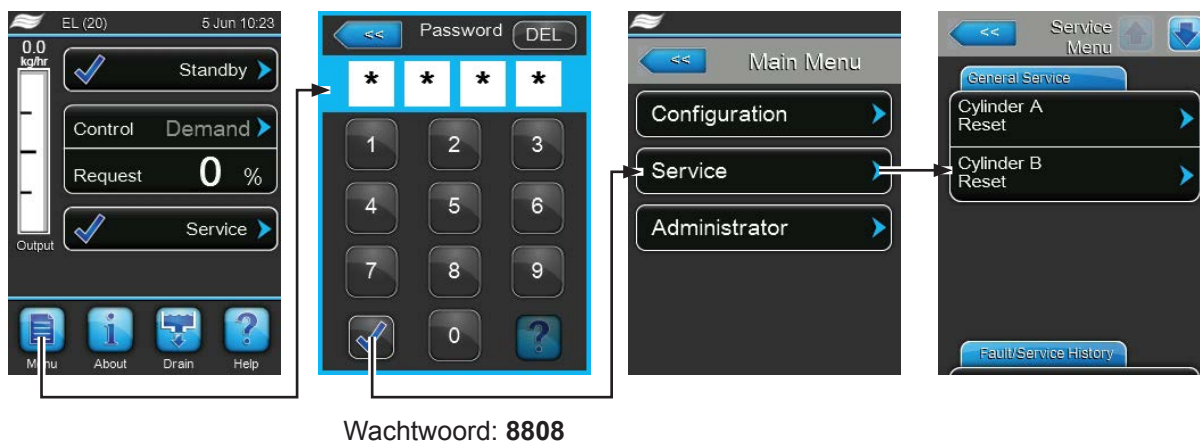 EL (20) 5 Jun 10:23
0.0
kg/hr
Standby
Control Demand
Request 0 %
Service
Output
Menu About Drain Help
<< Password DEL
* * * *
1 2 3
4 5 6
7 8 9
0 ?
<< Main Menu
Configuration
Service
Administrator
<< Service
Menu
General Service
Cylinder A
Reset
Cylinder B
Reset
Fault/Service History
Wachtwoord: 8808